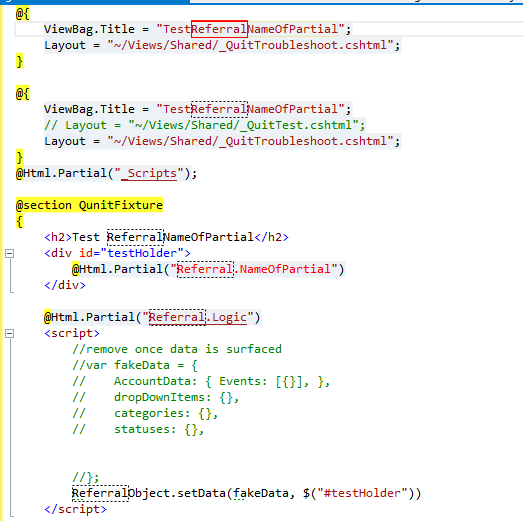 @{
    ViewBag.Title = "TestReferralNameOfPartial";
    Layout = "~/Views/Shared/_QuitTroubleshoot.cshtml";
}
@{
    ViewBag.Title = "TestReferralNameOfPartial";
    // Layout = "~/Views/Shared/_QuitTest.cshtml";
    Layout = "~/Views/Shared/_QuitTroubleshoot.cshtml";
}
@Html.Partial("_Scripts");
@section QunitFixture
{
    <h2>Test ReferralNameOfPartial</h2>
    <div id="testHolder">
        @Html.Partial("Referral.NameOfPartial")
    </div>
    @Html.Partial("Referral.Logic")
    <script>
        //remove once data is surfaced
        //var fakeData = {
        //    AccountData: { Events: [{}], },
        //    dropDownItems: {},
        //    categories: {},
        //    statuses: {},
        //};
        ReferralObject.setData(fakeData, $("#testHolder"))
    </script>